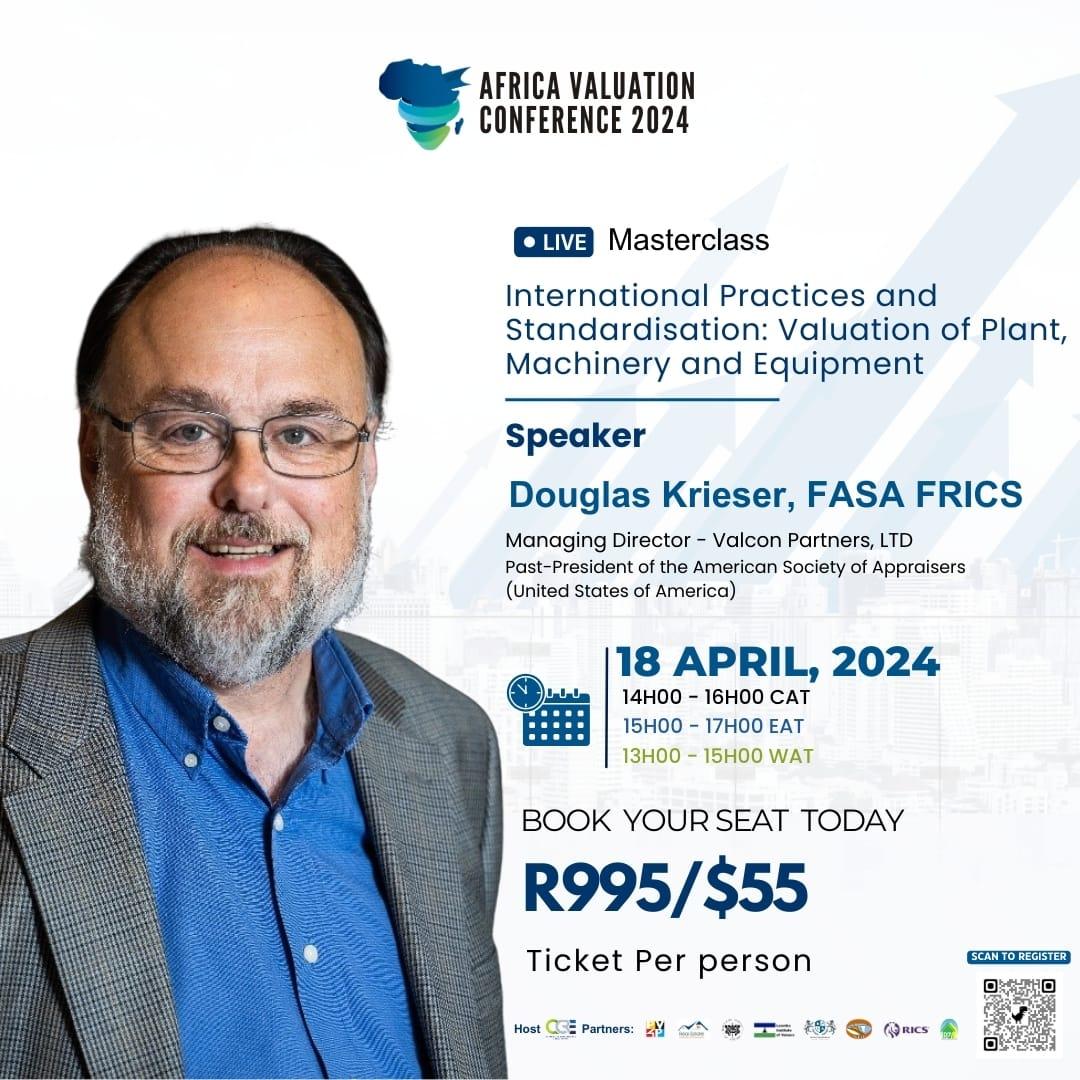 AFRICA VALUATION
CONFERENCE 2024
LIVE Masterclass
International Practices and
Standardisation: Valuation of Plant,
Machinery and Equipment
Speaker
Douglas Krieser, FASA FRICS
Managing Director - Valcon Partners, LTD
Past-President of the American Society of Appraisers
(United States of America)
18 APRIL, 2024
14H00 - 16H00 CAT
15H00 - 17H00 EAT
13H00 - 15H00 WAT
BOOK YOUR SEAT TODAY
R995/$55
Ticket Per person
SCAN TO REGISTER
Host CSE Partners: RICS